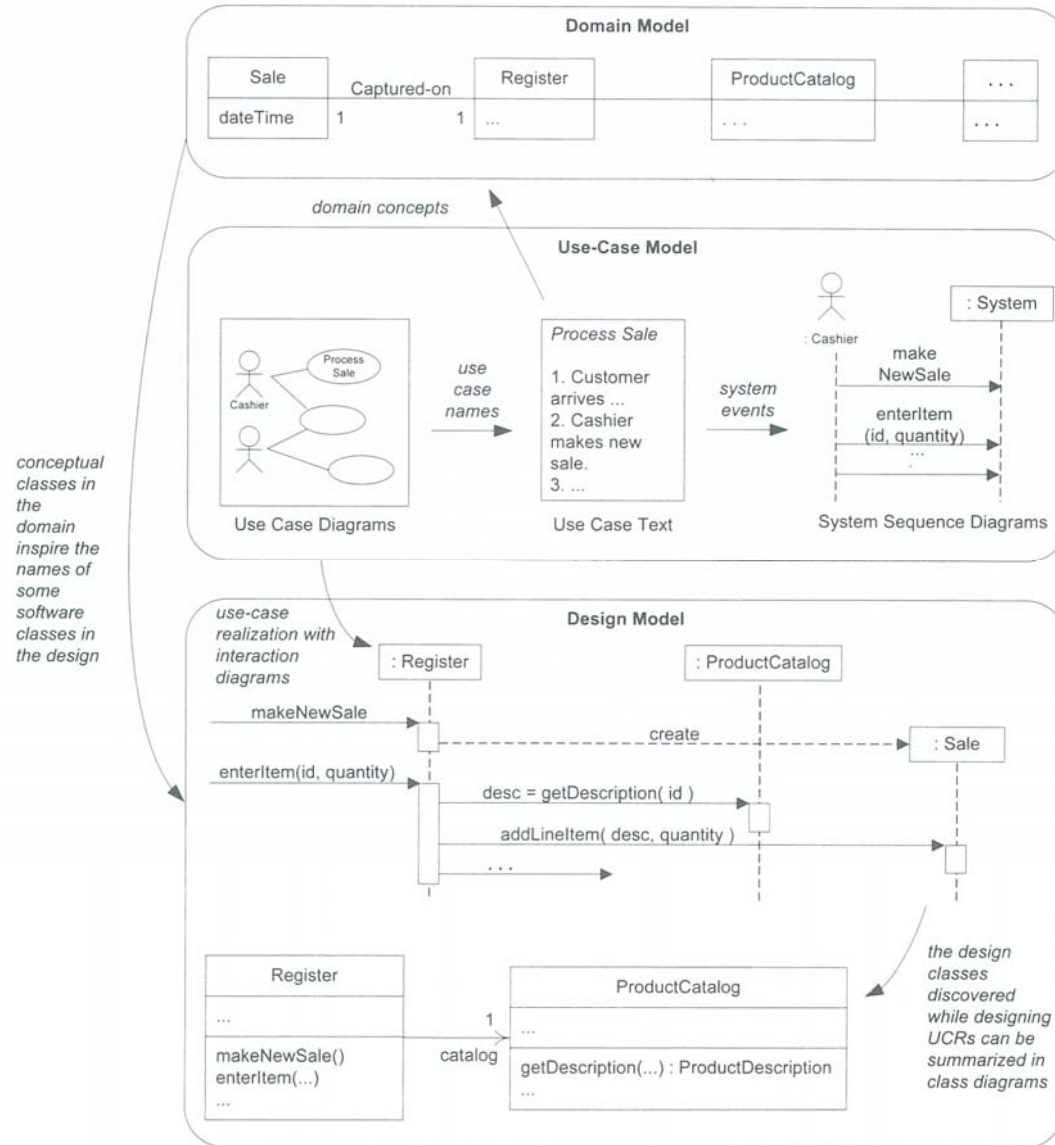 Domain Model
Sale
Captured-on
Register
ProductCatalog
...
dateTime
1
1
...
...
...
domain concepts
Use-Case Model
Process
Sale
Cashier
Use Case Diagrams
use
case
names
Process Sale
1. Customer
arrives ...
2. Cashier
makes new
sale.
3. ...
Use Case Text
system
events
: Cashier
: System
make
NewSale
enterItem
(id, quantity)
...
.
System Sequence Diagrams
conceptual
classes in
the
domain
inspire the
names of
some
software
classes in
the design
Design Model
use-case
realization with
interaction
diagrams
: Register
: ProductCatalog
makeNewSale
create
: Sale
enterItem(id, quantity)
desc = getDescription( id )
addLineItem( desc, quantity )
...
Register
...
makeNewSale()
enterItem(...)
...
1
catalog
ProductCatalog
...
getDescription(...) : ProductDescription
...
the design
classes
discovered
while designing
UCRs can be
summarized in
class diagrams